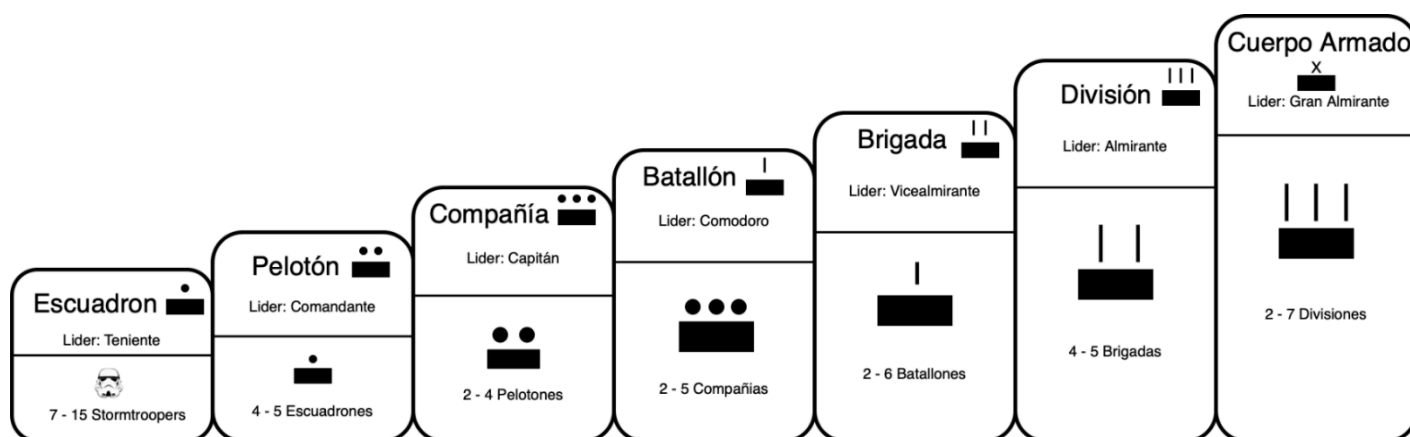 Escuadron
Lider: Teniente
7 - 15 Stormtroopers
Pelotón
Lider: Comandante
4 - 5 Escuadrones
Compañía
Lider: Capitán
2 - 4 Pelotones
Batallón
Lider: Comodoro
2 - 5 Compañias
Brigada
Lider: Vicealmirante
2 - 6 Batallones
División
Lider: Almirante
4 - 5 Brigadas
Cuerpo Armado
X
Lider: Gran Almirante
2 - 7 Divisiones